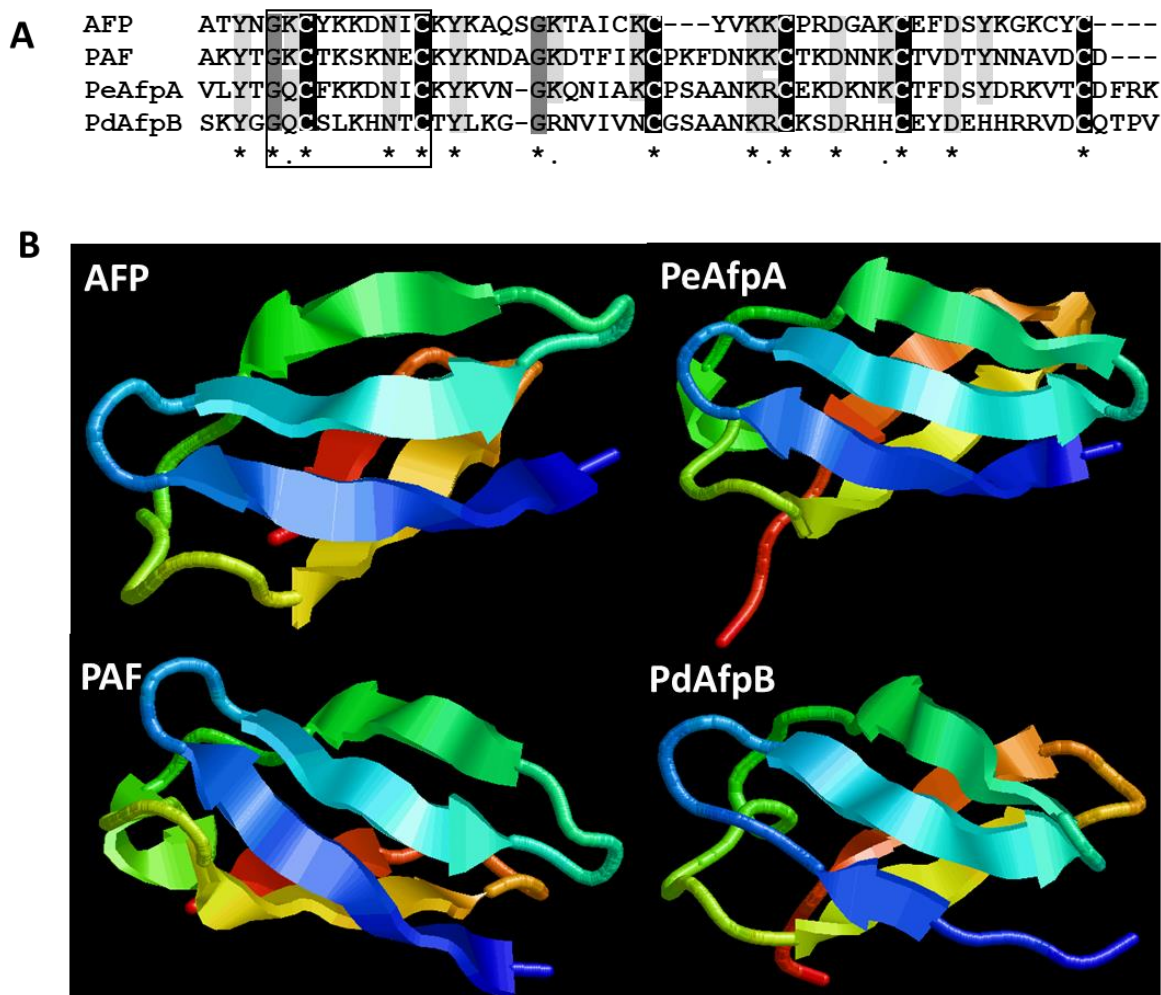 A
AFP ATYNGKCYKKDNICKYKAQSGKTAICKC---YVKKCPRDGAKCEFDSYKGKCYC----
PAF AKYTGKCTKSKNECKYKNDAGKDTFIKCPKFDNKKCTKDNNKCTVDTYNNAVDCD---
PeAfpA VLYTGQCFKKDNICKYKVN-GKQNIAKCPSAANKRCEKDKNKCTFDSYDRKVTCDFRK
PdAfpB SKYGGQCSLKHNTCTYLKG-GRNVIVNCGSAANKRCKSDRHHCEYDEHHRRVDCQTPV
* *.* * * * *. * *.* * .* * *
B
AFP
PeAfpA
PAF
PdAfpB